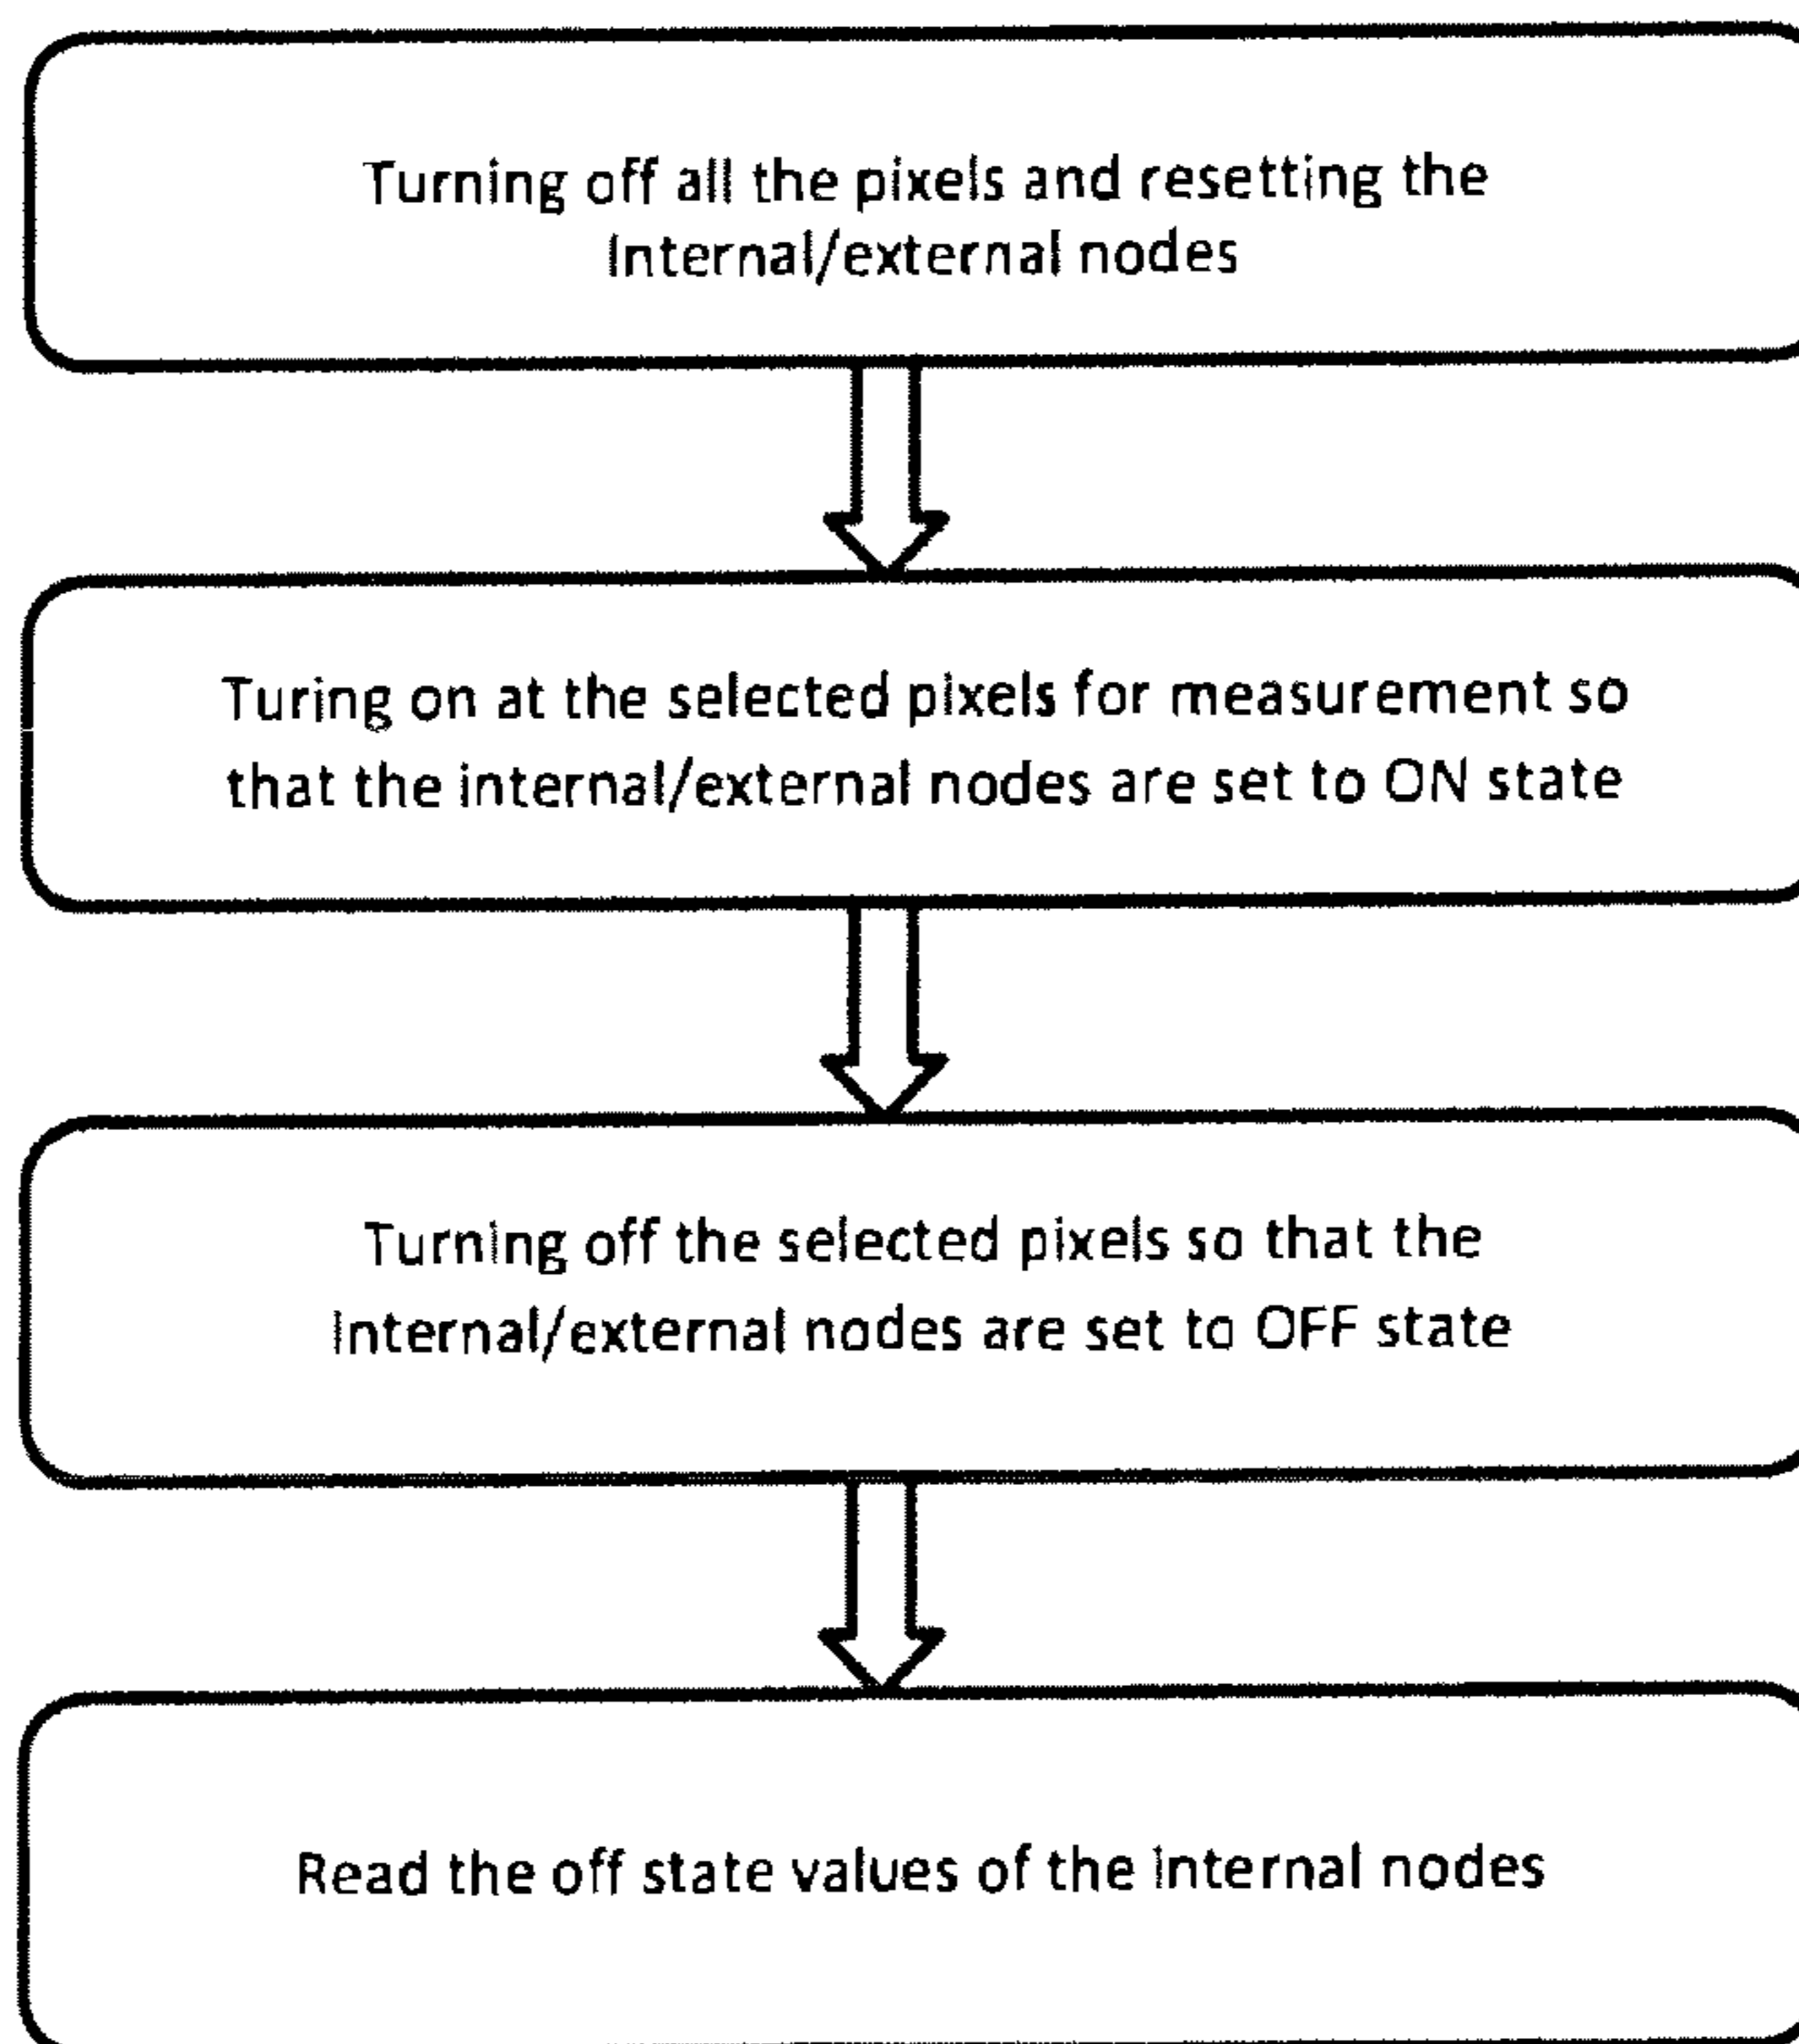 Turning off all the pixels and resetting the
Internal/external nodes
Turing on at the selected pixels for measurement so
that the internal/external nodes are set to ON state
Turning off the selected pixels so that the
Internal/external nodes are set to OFF state
Read the off state values of the internal nodes